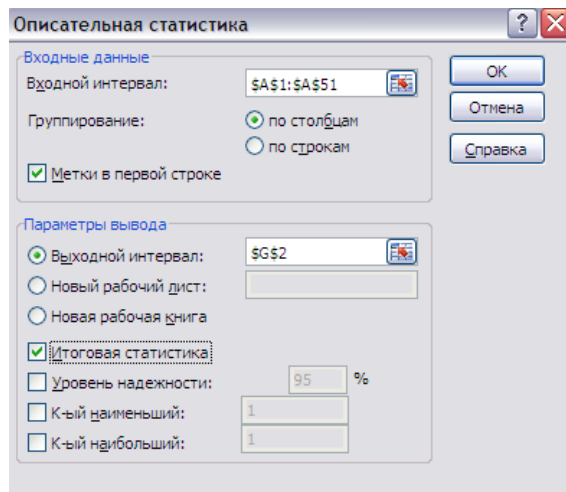 Описательная статистика
Входные данные
Входной интервал: $A$1:$A$51
Группирование: по столбцам
по строкам
Метки в первой строке
ОК
Отмена
Справка
Параметры вывода
Выходной интервал: $G$2
Новый рабочий лист:
Новая рабочая книга
Итоговая статистика
Уровень надежности: 95 %
К-ый наименьший: 1
К-ый наибольший: 1